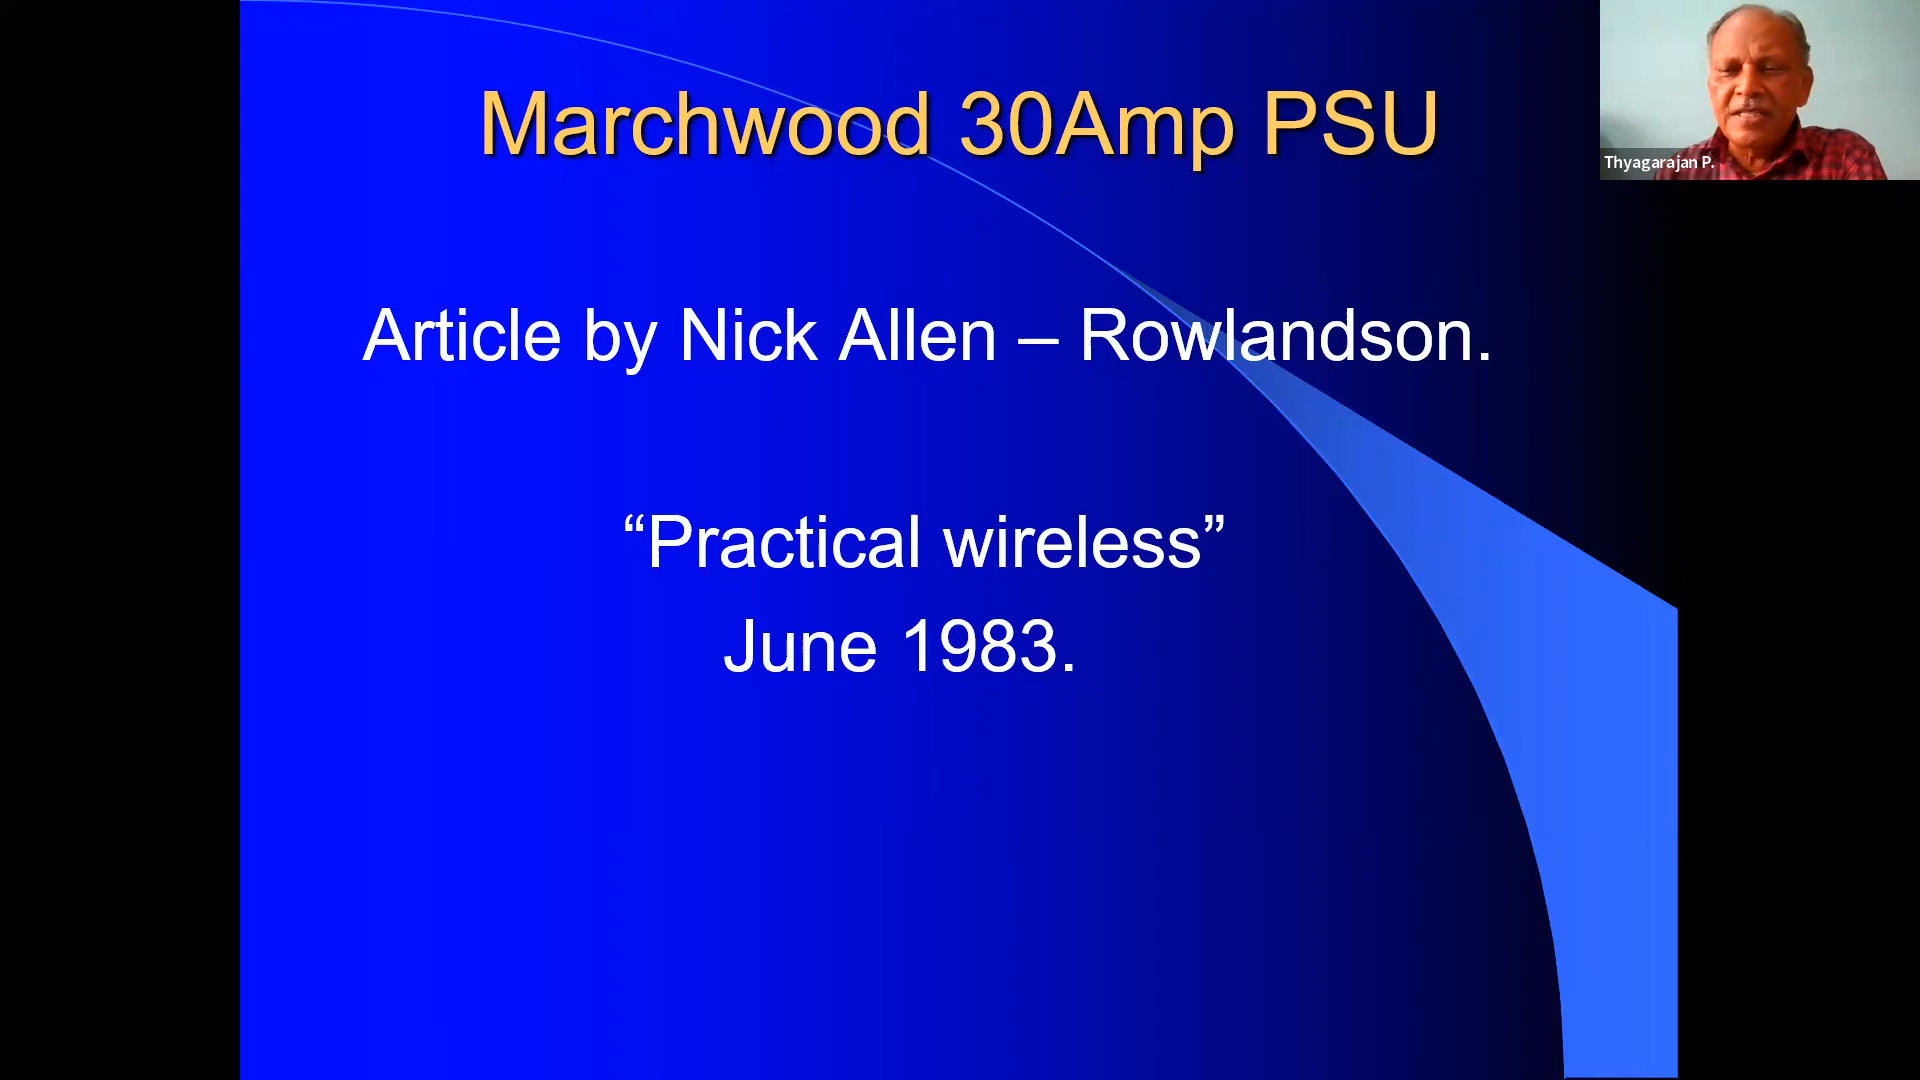 Marchwood 30Amp PSU
Thyagarajan P.
Article by Nick Allen – Rowlandson.
“Practical wireless”
June 1983.